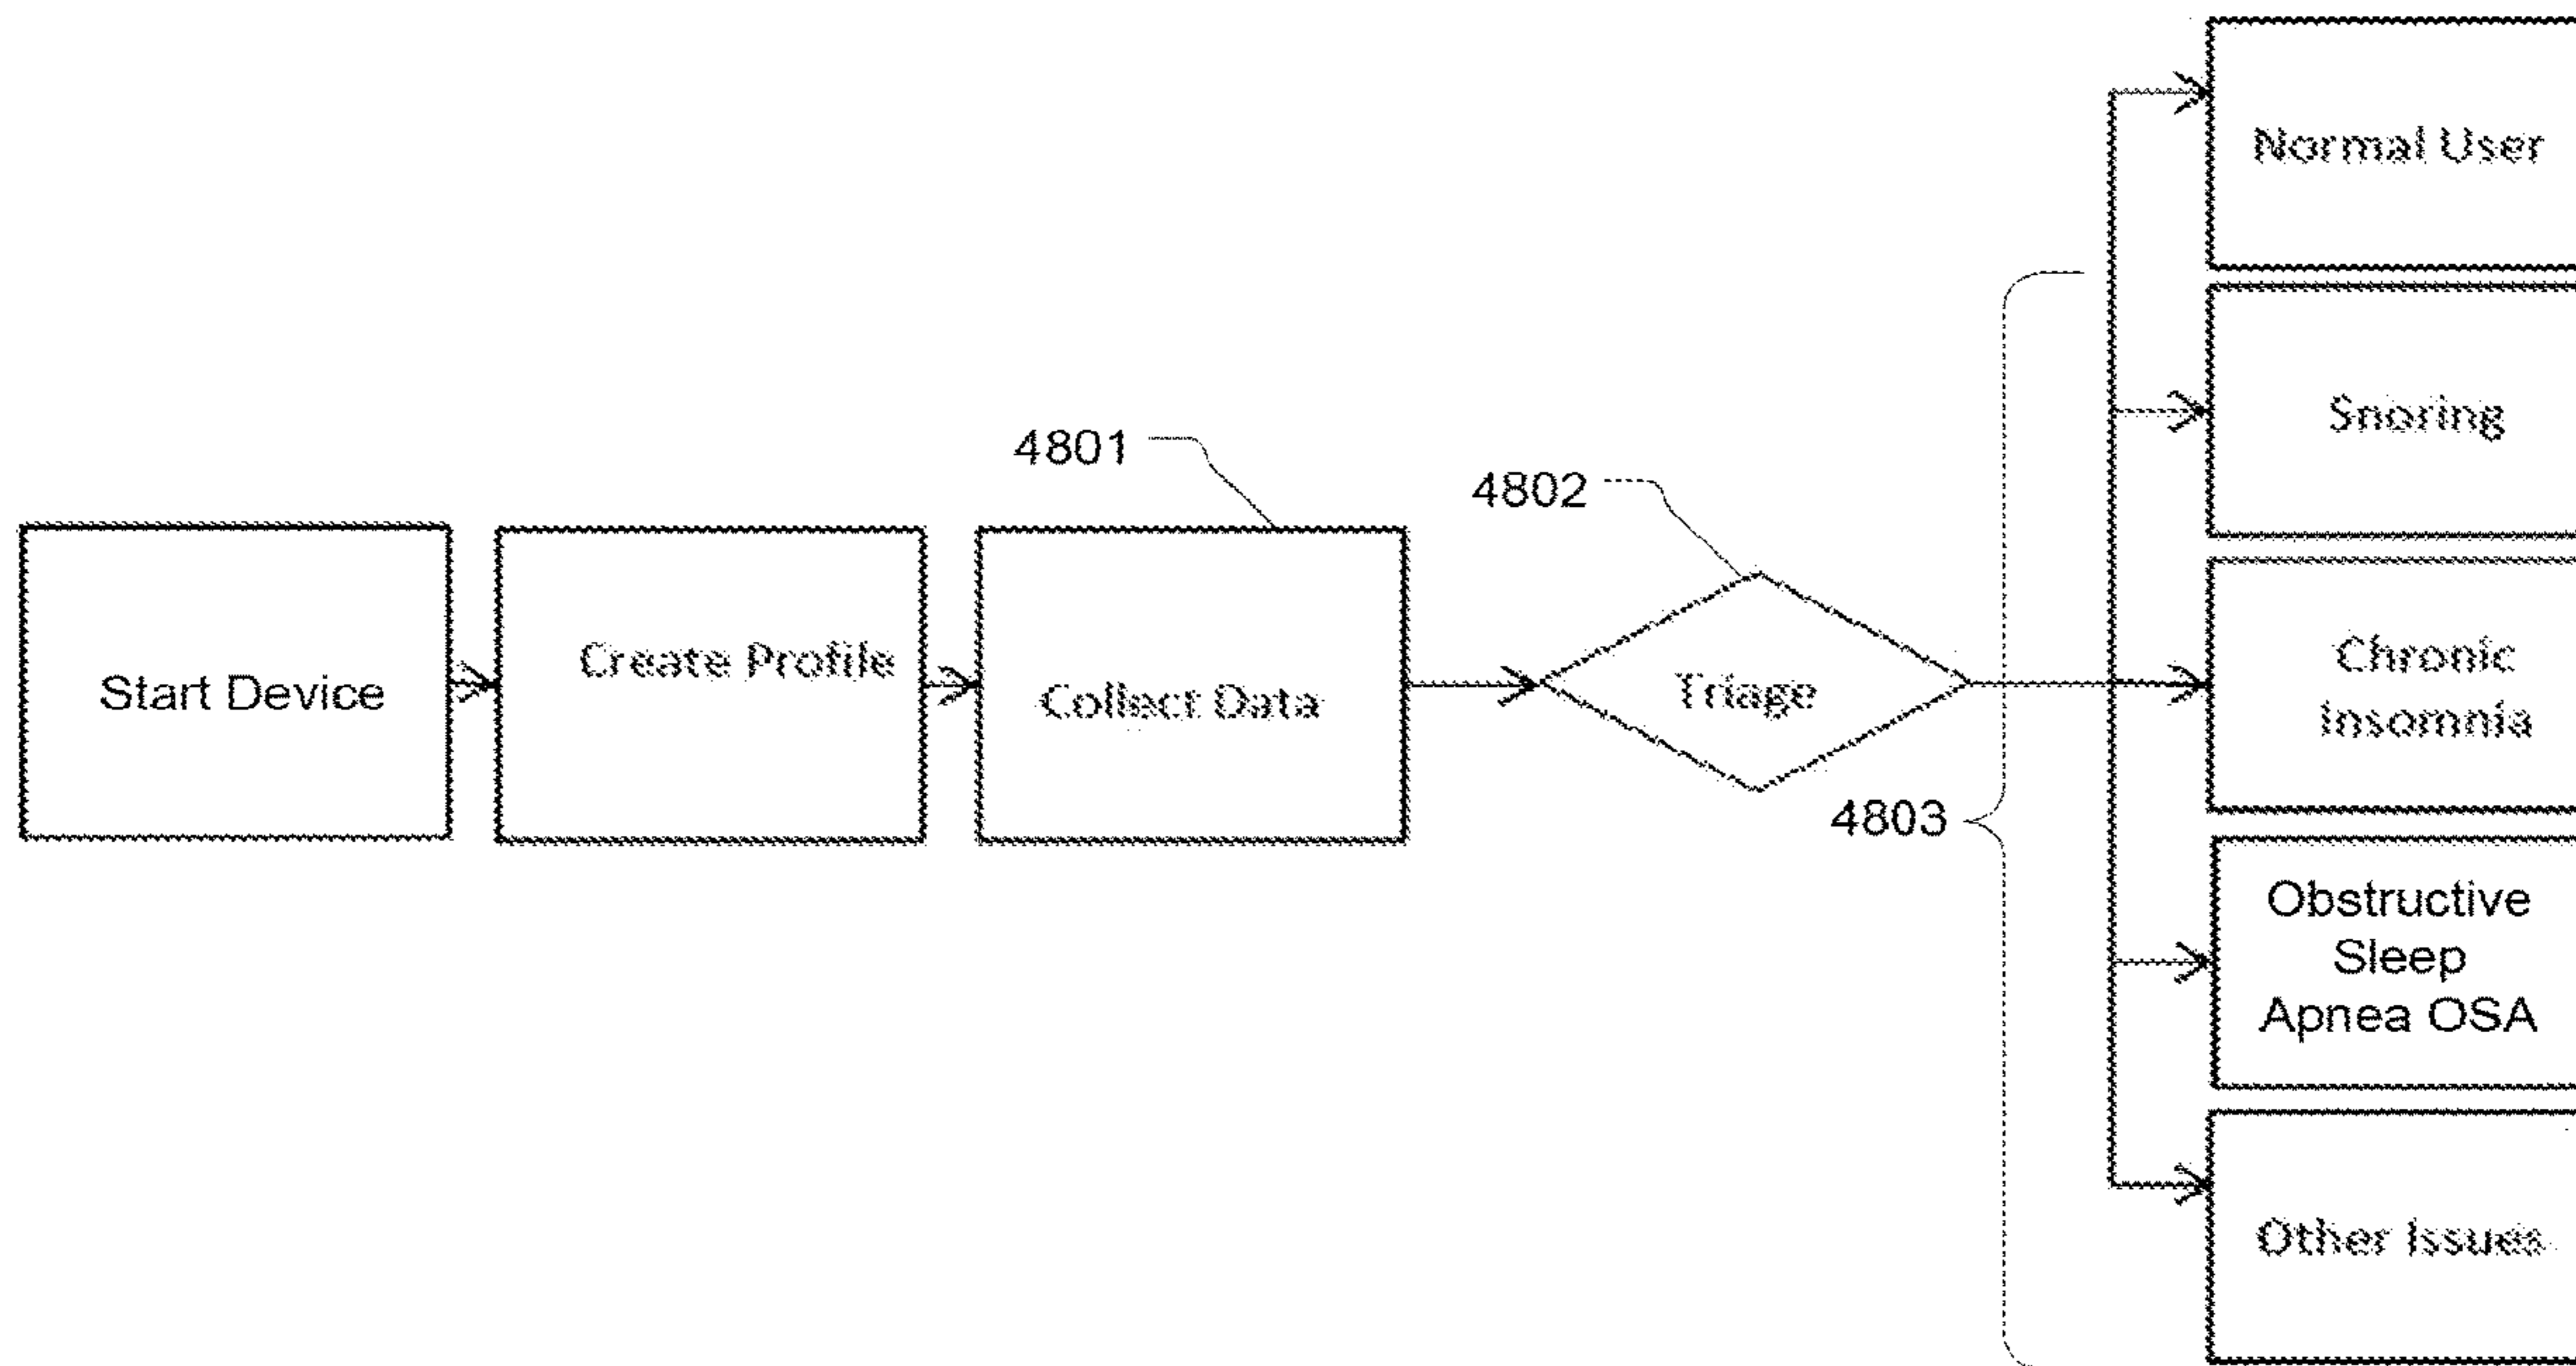 Start Device
Create Profile
4801
Collect Data
4802
Triage
4803
Normal User
Snoring
Chronic
Insomnia
Obstructive
Sleep
Apnea OSA
Other Issues